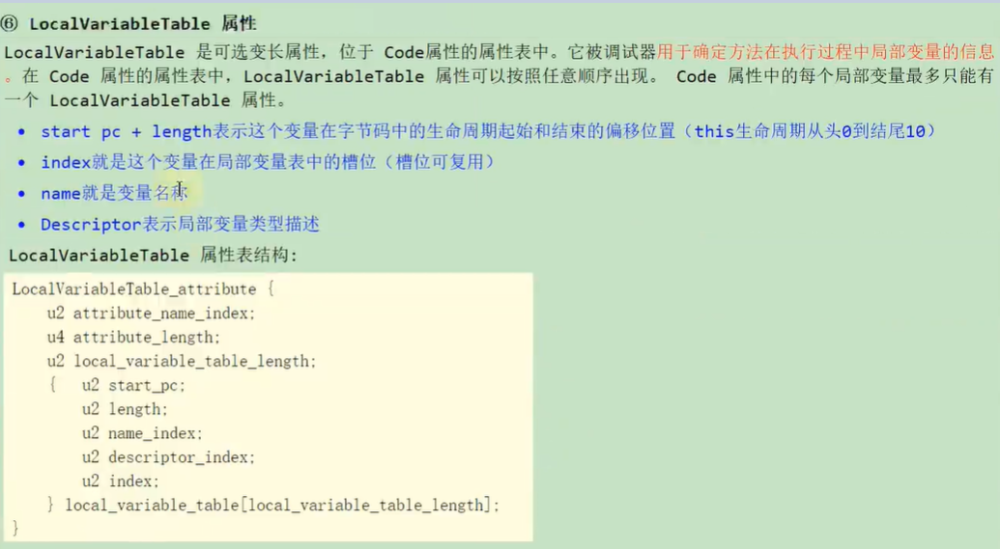 ⑥ LocalVariableTable 属性
LocalVariableTable 是可选变长属性，位于 Code属性的属性表中。它被调试器用于确定方法在执行过程中局部变量的信息
。在 Code 属性的属性表中，LocalVariableTable 属性可以按照任意顺序出现。 Code 属性中的每个局部变量最多只能有
一个 LocalVariableTable 属性。
• start pc + length表示这个变量在字节码中的生命周期起始和结束的偏移位置（this生命周期从头0到结尾10）
• index就是这个变量在局部变量表中的槽位（槽位可复用）
• name就是变量名称
• Descriptor表示局部变量类型描述
LocalVariableTable 属性表结构:
LocalVariableTable_attribute {
u2 attribute_name_index;
u4 attribute_length;
u2 local_variable_table_length;
{ u2 start_pc;
u2 length;
u2 name_index;
u2 descriptor_index;
u2 index;
} local_variable_table[local_variable_table_length];
}